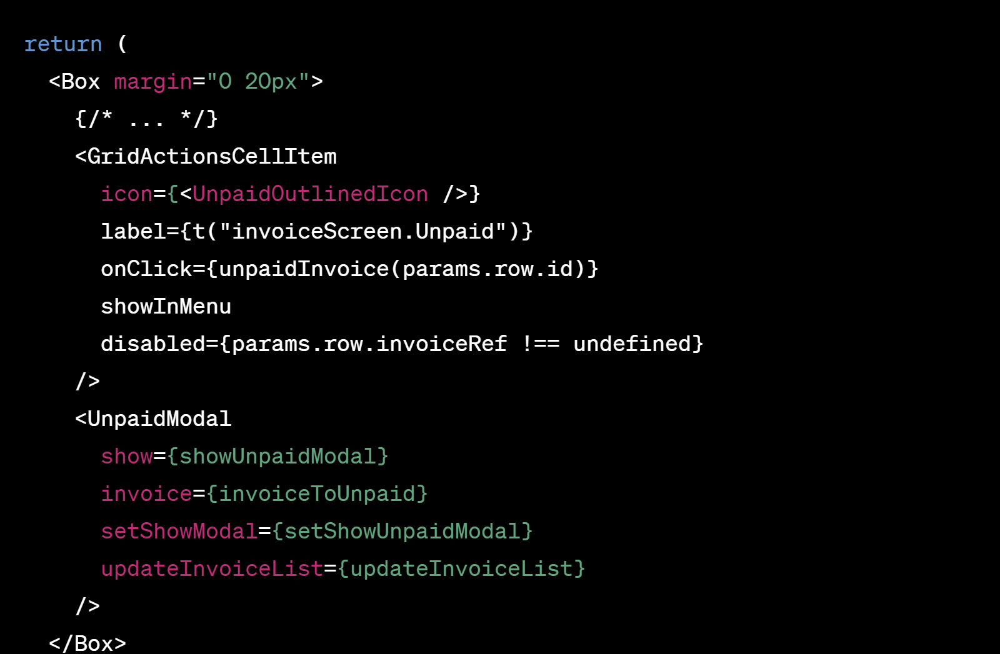 return (
<Box margin="0 20px">
{/* ... */}
<GridActionsCellItem
icon={<UnpaidOutlinedIcon />}
label={t("invoiceScreen.Unpaid")}
onClick={unpaidInvoice(params.row.id)}
showInMenu
disabled={params.row.invoiceRef !== undefined}
/>
<UnpaidModal
show={showUnpaidModal}
invoice={invoiceToUnpaid}
setShowModal={setShowUnpaidModal}
updateInvoiceList={updateInvoiceList}
/>
</Box>